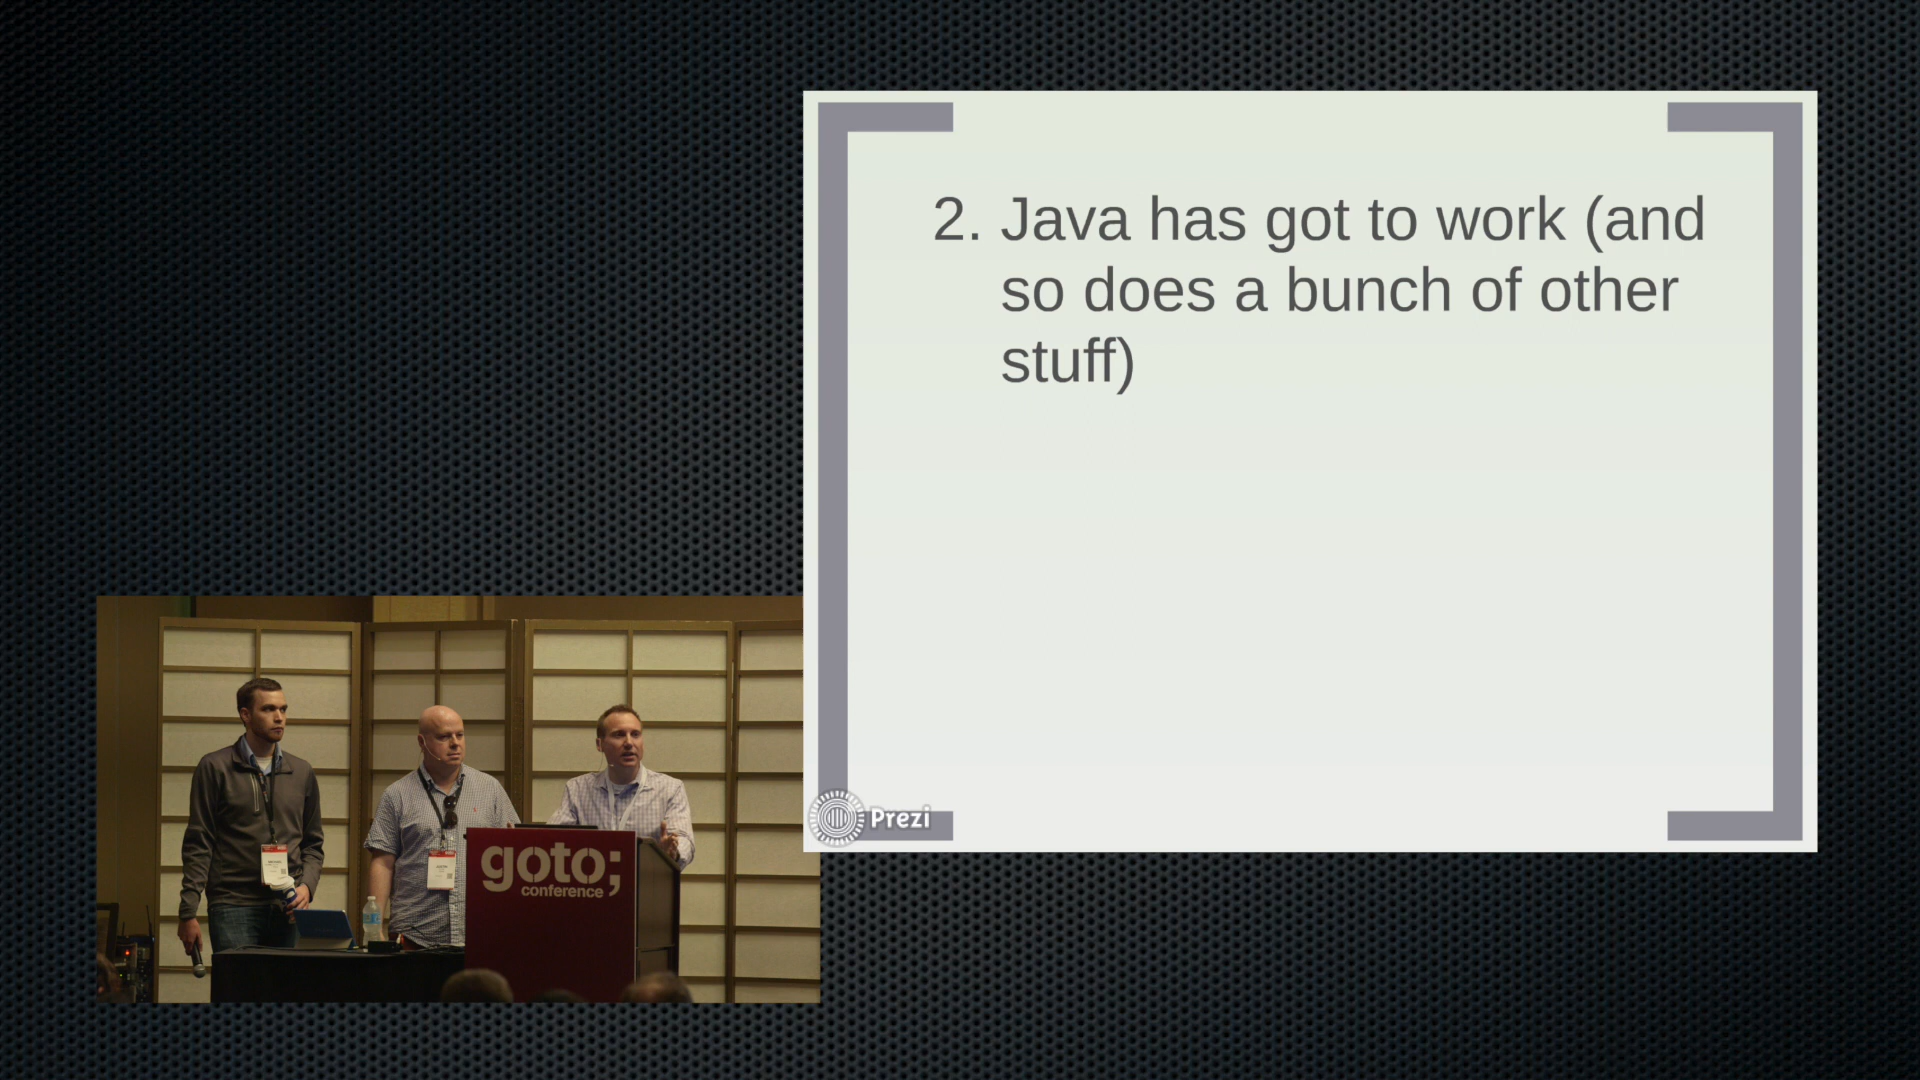 2. Java has got to work (and
so does a bunch of other
stuff)
Prezi
goto;
conference